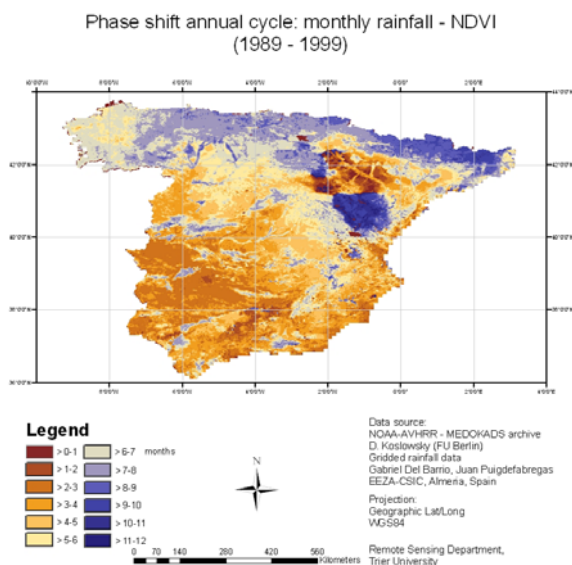 Phase shift annual cycle: monthly rainfall - NDVI
(1989 - 1999)
Legend
> 0-1
> 1-2
> 2-3
> 3-4
> 4-5
> 5-6
> 6-7 months
> 7-8
> 8-9
> 9-10
> 10-11
> 11-12
N
0 70 140 280 420 560
Kilometers
Data source:
NOAA-AVHRR - MEDOKADS archive
D. Koslowsky (FU Berlin)
Gridded rainfall data
Gabriel Del Barrio, Juan Puigdefabregas
EEZA-CSIC, Almeria, Spain
Projection:
Geographic Lat/Long
WGS84
Remote Sensing Department,
Trier University